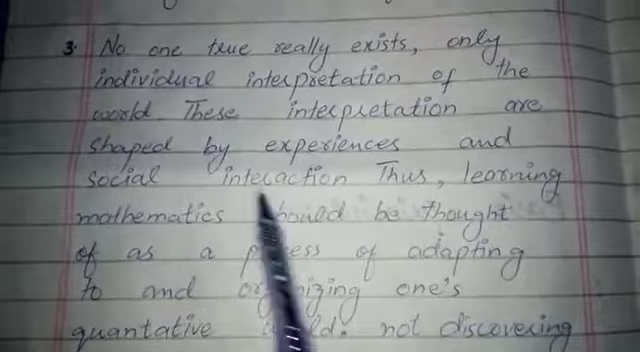 3. No one true really exists, only
individual interpretation of the
world These interpretation are
shaped by experiences and
social interaction Thus, learning
mathematics should be thought
of as a of adapting
to and one's
quantative not discovering